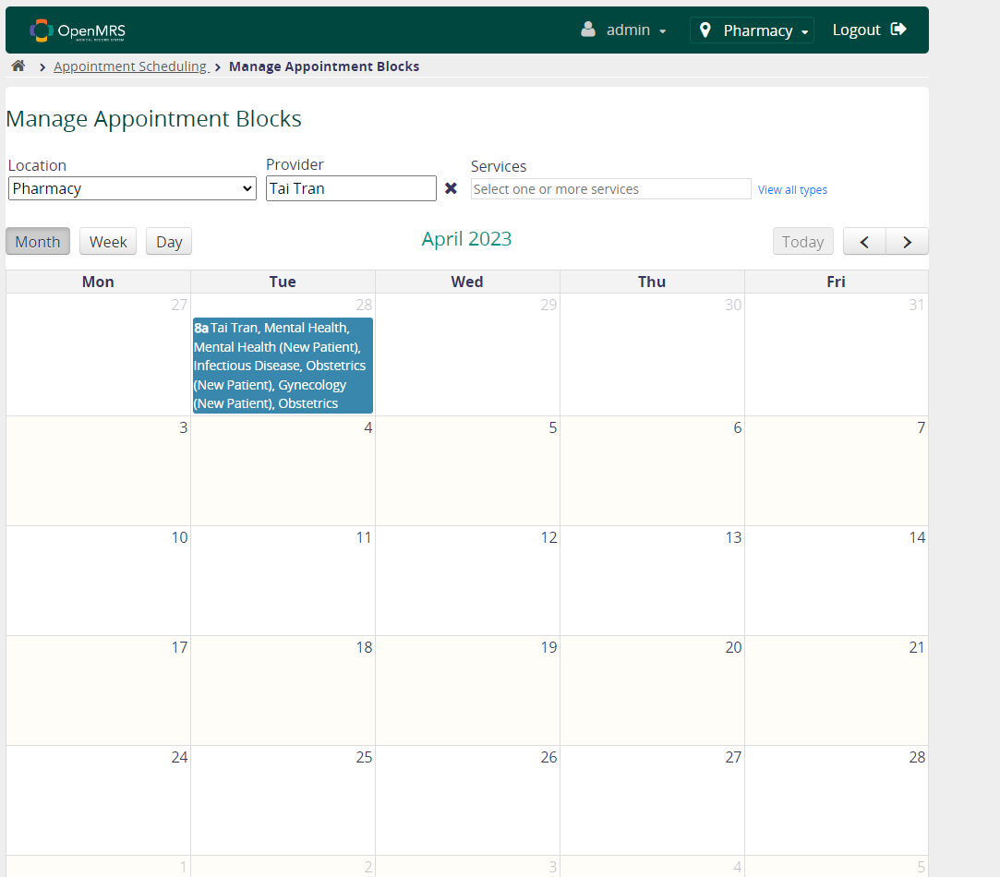 OpenMRS
MEDICAL RECORD SYSTEM
admin
Pharmacy
Logout
Appointment Scheduling
Manage Appointment Blocks
Manage Appointment Blocks
Location
Provider
Services
Pharmacy
Tai Tran
Select one or more services
View all types
Month
Week
Day
April 2023
Today
Mon Tue Wed Thu Fri
27 28 29 30 31
8a Tai Tran, Mental Health,
Mental Health (New Patient),
Infectious Disease, Obstetrics
(New Patient), Gynecology
(New Patient), Obstetrics
3 4 5 6 7
10 11 12 13 14
17 18 19 20 21
24 25 26 27 28
1 2 3 4 5